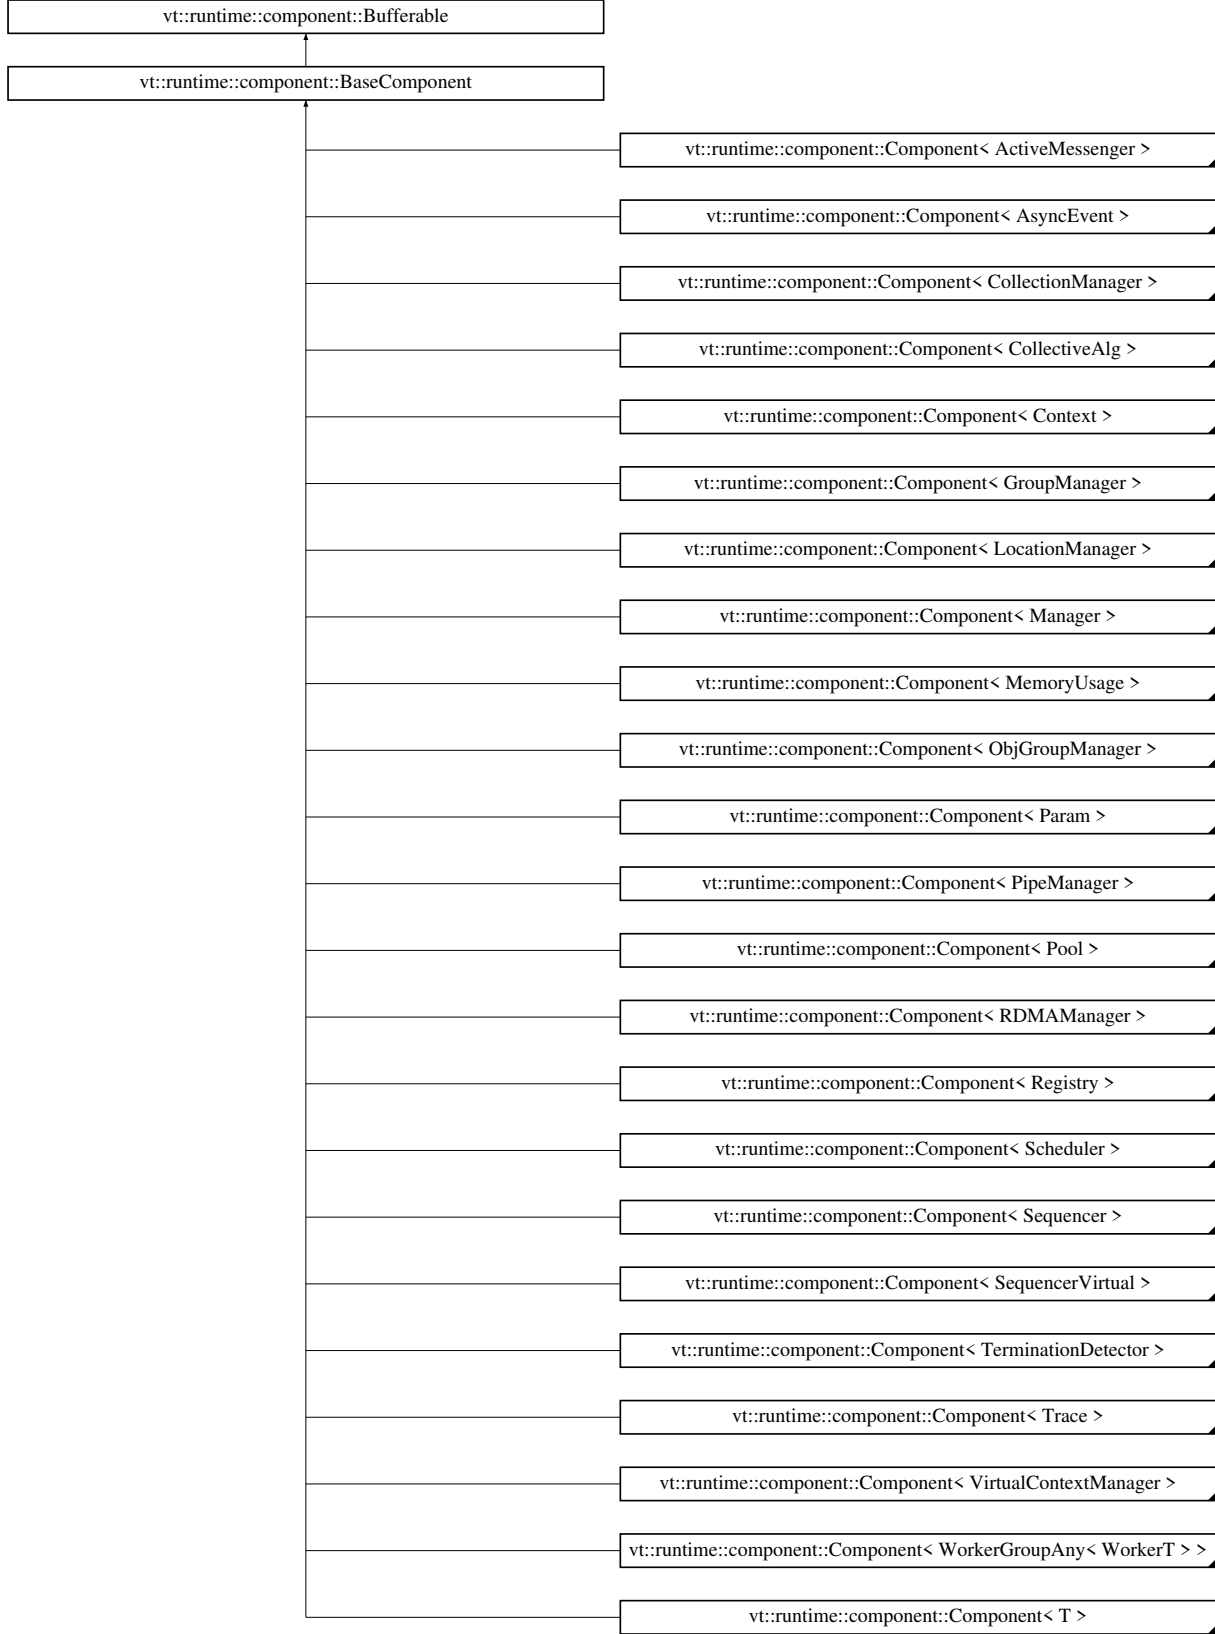 vt::runtime::component::Bufferable
vt::runtime::component::BaseComponent
vt::runtime::component::Component< ActiveMessenger >
vt::runtime::component::Component< AsyncEvent >
vt::runtime::component::Component< CollectionManager >
vt::runtime::component::Component< CollectiveAlg >
vt::runtime::component::Component< Context >
vt::runtime::component::Component< GroupManager >
vt::runtime::component::Component< LocationManager >
vt::runtime::component::Component< Manager >
vt::runtime::component::Component< MemoryUsage >
vt::runtime::component::Component< ObjGroupManager >
vt::runtime::component::Component< Param >
vt::runtime::component::Component< PipeManager >
vt::runtime::component::Component< Pool >
vt::runtime::component::Component< RDMAManager >
vt::runtime::component::Component< Registry >
vt::runtime::component::Component< Scheduler >
vt::runtime::component::Component< Sequencer >
vt::runtime::component::Component< SequencerVirtual >
vt::runtime::component::Component< TerminationDetector >
vt::runtime::component::Component< Trace >
vt::runtime::component::Component< VirtualContextManager >
vt::runtime::component::Component< WorkerGroupAny< WorkerT > >
vt::runtime::component::Component< T >